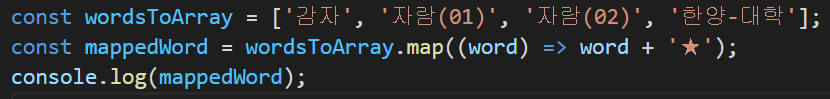 const wordsToArray = ['감자', '자람(01)', '자람(02)', '한양-대학'];
const mappedWord = wordsToArray.map((word) => word + '★');
console.log(mappedWord);